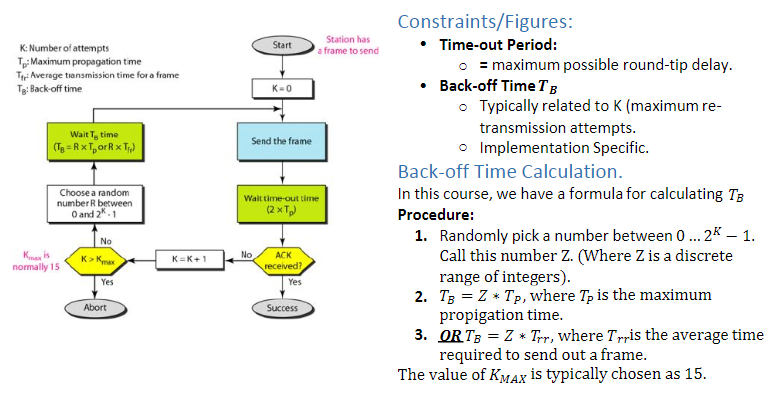 K: Number of attempts
Tp: Maximum propagation time
Tfr: Average tiansmission time for a frame
TB: Back-off time
Start
Station has
a frame to send
K = 0
Wait TB time
(TB = R x Tp or R x Tfr)
Send the frame
Choose a random
number R between
0 and 2^K - 1
Wait time-out time
(2 x Tp)
No
Kmax is
normally 15
K > Kmax
K = K + 1
No
ACK
received?
Yes
Yes
Abort
Success
Constraints/Figures:
• Time-out Period:
o = maximum possible round-tip delay.
• Back-off Time TB
o Typically related to K (maximum re-
transmission attempts.
o Implementation Specific.
Back-off Time Calculation.
In this course, we have a formula for calculating TB
Procedure:
1. Randomly pick a number between 0 ... 2^K − 1.
Call this number Z. (Where Z is a discrete
range of integers).
2. TB = Z * TP, where TP is the maximum
propigation time.
3. OR TB = Z * Trr, where Trr is the average time
required to send out a frame.
The value of KMAX is typically chosen as 15.